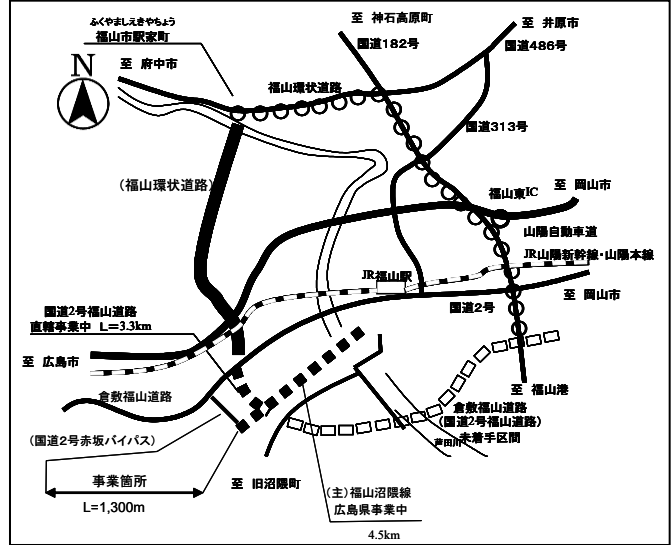 ふくやましえきやちょう
福山市駅家町
至 神石高原町
至 井原市
国道182号
国道486号
N
至 府中市
福山環状道路
国道313号
(福山環状道路)
福山東IC
至 岡山市
山陽自動車道
JR山陽新幹線・山陽本線
JR福山駅
国道2号福山道路
直轄事業中 L=3.3km
国道2号
至 岡山市
至 広島市
至 福山港
倉敷福山道路
倉敷福山道路
(国道2号福山道路)
未着手区間
芦田川
(国道2号赤坂バイパス)
事業箇所
L=1,300m
至 旧沼隈町
(主)福山沼隈線
広島県事業中
4.5km